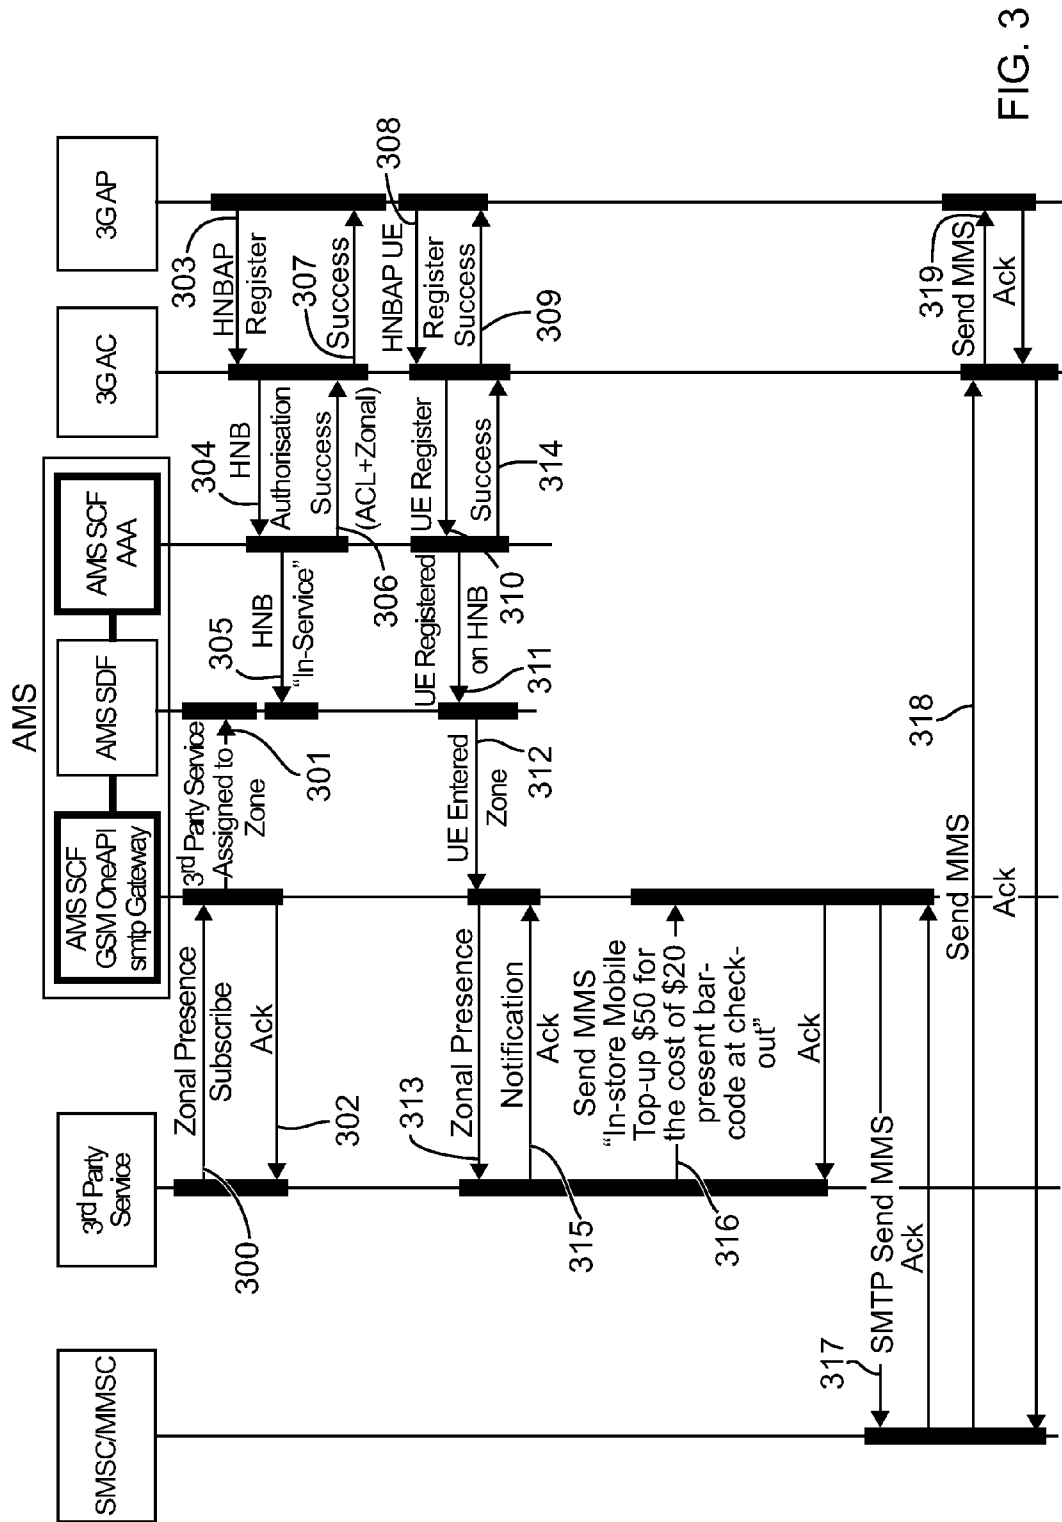 SMSC/MMSC
3rd Party
Service
AMS
AMS SCF
GSM OneAPI
smtp Gateway
AMS SDF
AMS SCF
AAA
3G AC
3G AP
Zonal Presence
Subscribe
300
3rd Party Service
Assigned to
Zone
301
Ack
302
HNBAP
Register
303
HNB
Authorisation
304
HNB
"In-Service"
305
Success
(ACL+Zonal)
306
Success
307
HNBAP UE
Register
308
Success
309
UE Register
310
UE Registered
on HNB
311
UE Entered
Zone
312
Zonal Presence
Notification
313
Success
314
Ack
315
Send MMS
"In-store Mobile
Top-up $50 for
the cost of $20
present bar-
code at check-
out"
316
Ack
SMTP Send MMS
317
Ack
Send MMS
318
Send MMS
319
Ack
Ack
FIG. 3